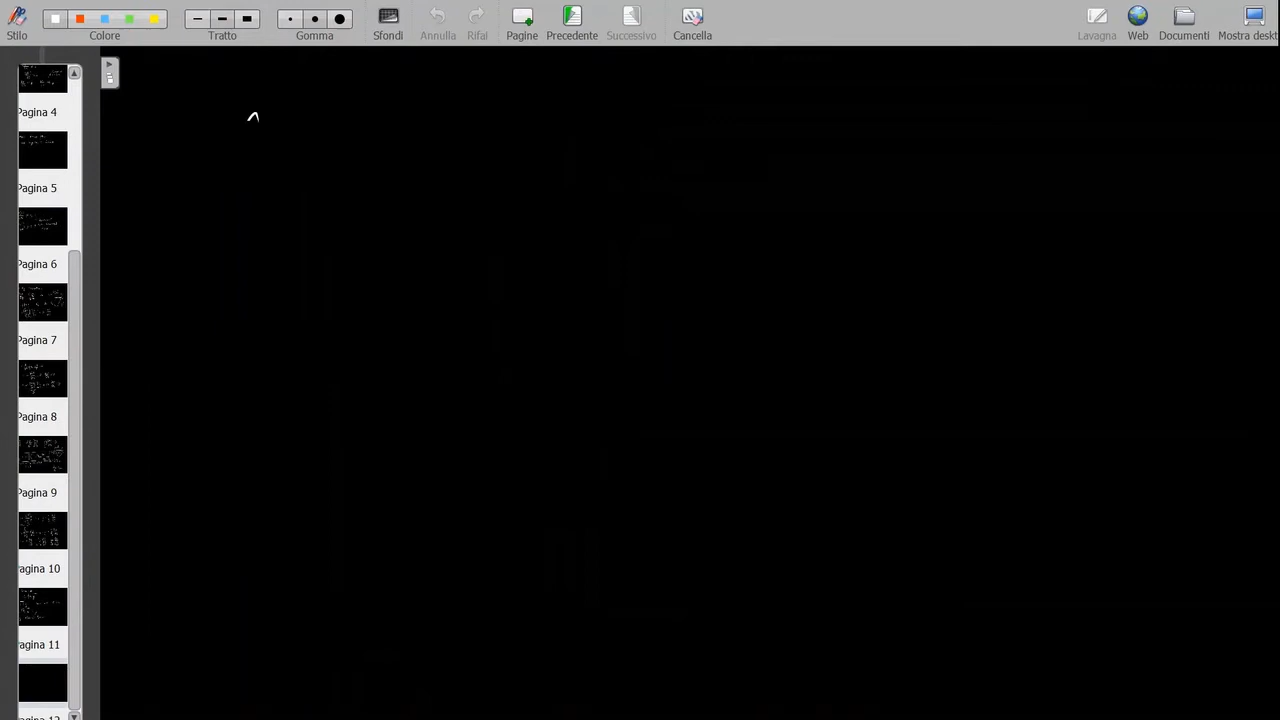 Stilo Colore Tratto Gomma Sfondi Annulla Rifai Pagine Precedente Successivo Cancella Lavagna Web Documenti Mostra deskt
Pagina 4
Pagina 5
Pagina 6
Pagina 7
Pagina 8
Pagina 9
agina 10
agina 11